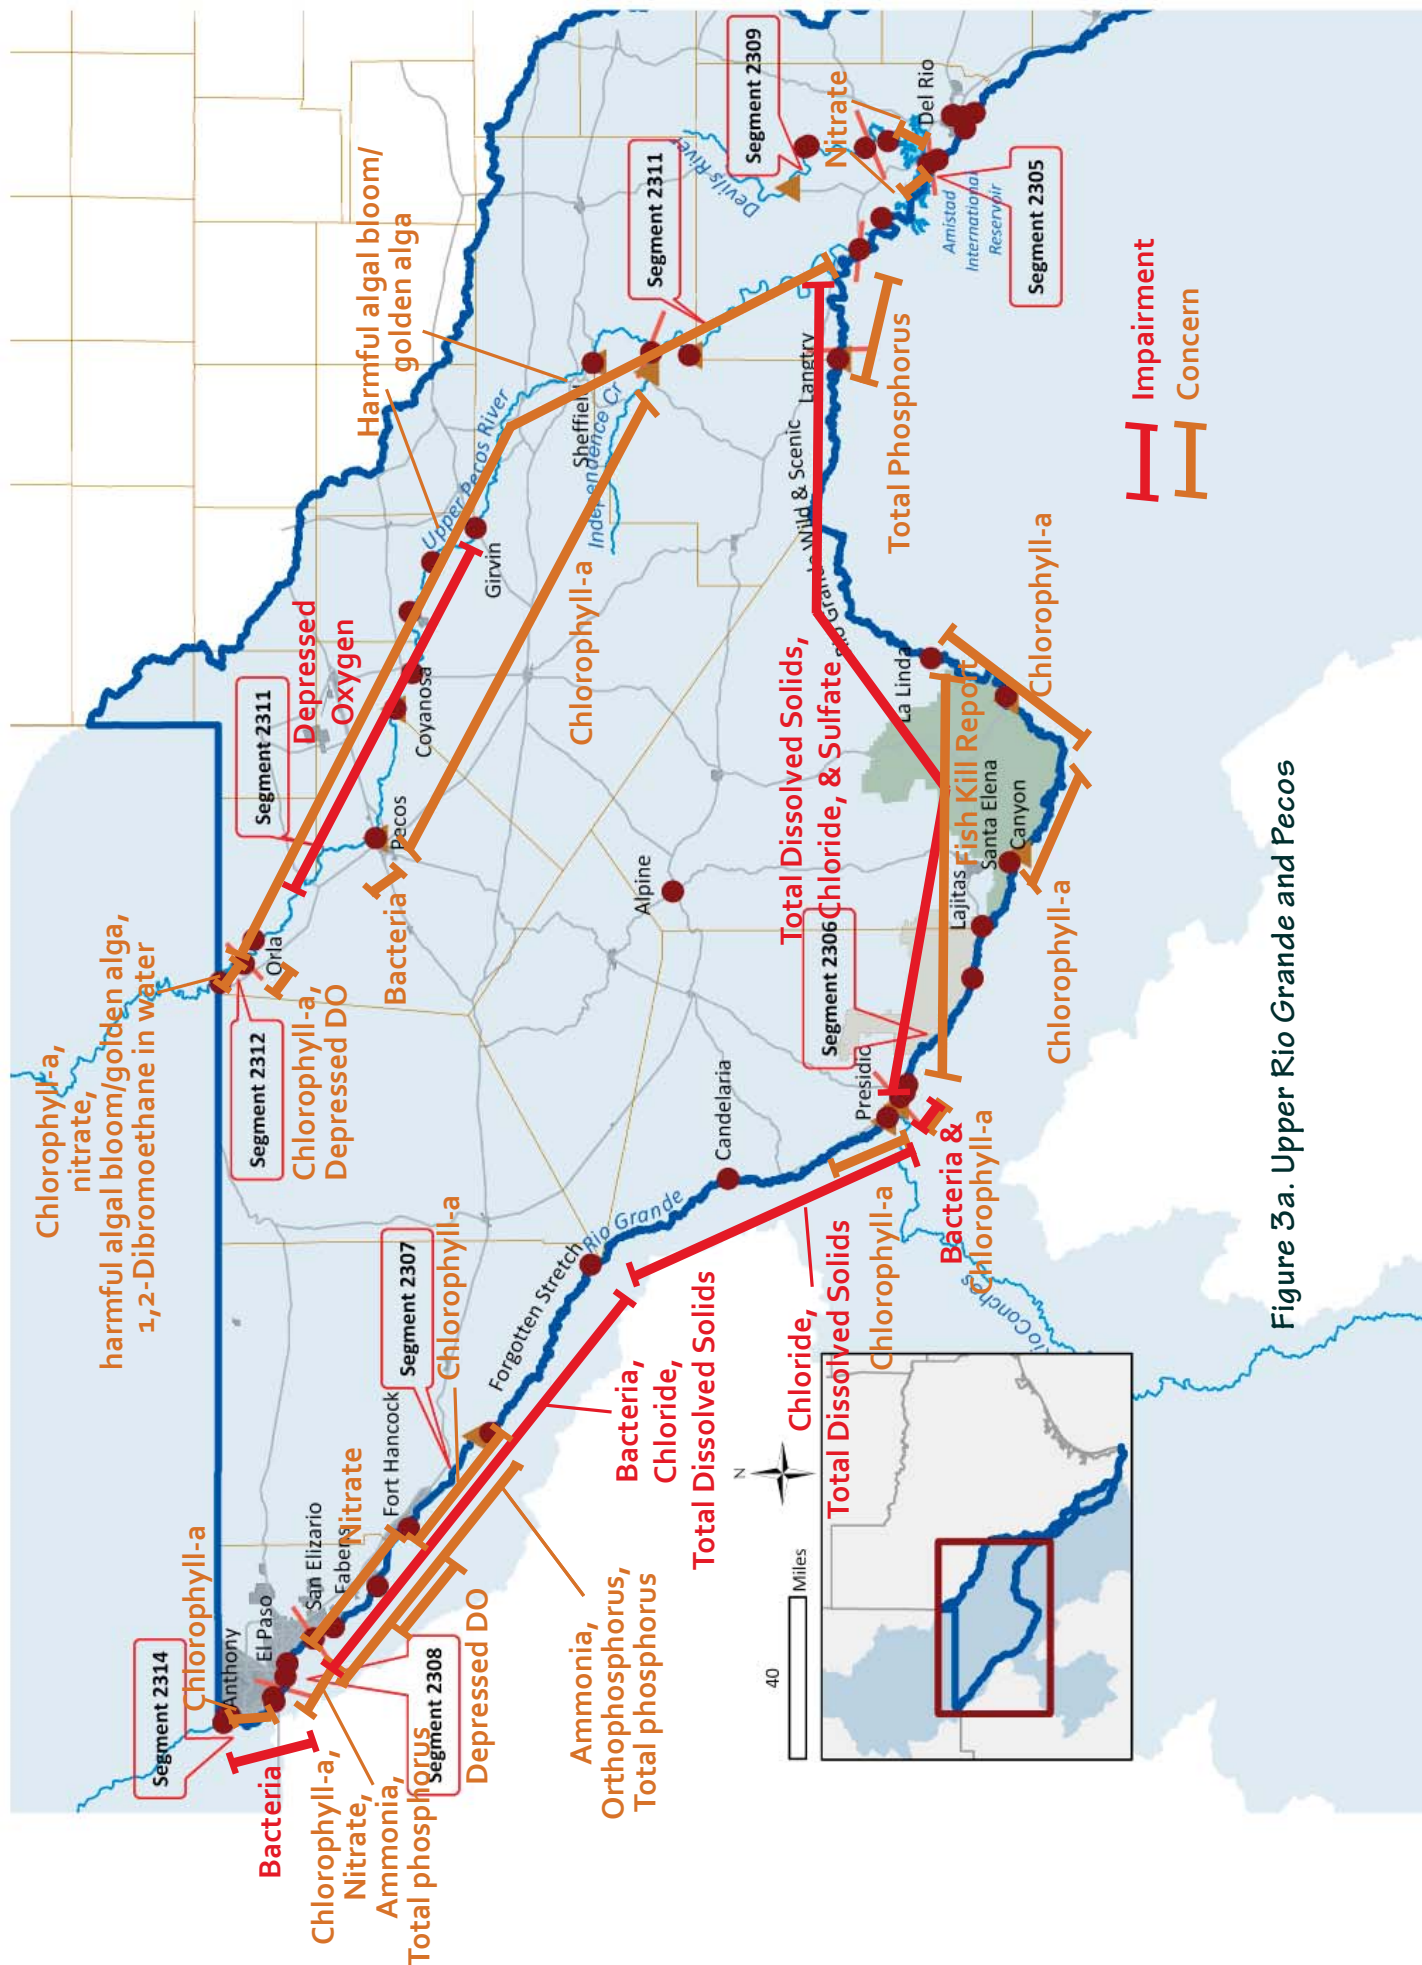 Chlorophyll-a,
nitrate,
harmful algal bloom/golden alga,
1,2-Dibromoethane in water
Segment 2314
Chlorophyll-a
Anthony
El Paso
Bacteria
San Elizario
Fabens
Nitrate
Fort Hancock
Segment 2307
Chlorophyll-a
Chlorophyll-a,
Nitrate,
Ammonia,
Total phosphorus
Segment 2308
Depressed DO
Ammonia,
Orthophosphorus,
Total phosphorus
Forgotten Stretch
Rio Grande
Bacteria,
Chloride,
Total Dissolved Solids
Chloride,
Total Dissolved Solids
Candelaria
Segment 2312
Chlorophyll-a,
Depressed DO
Orla
Segment 2311
Depressed
Oxygen
Bacteria
Pecos
Coyanosa
Girvin
Upper Pecos River
Harmful algal bloom/
golden alga
Chlorophyll-a
Sheffield
Independence Cr
Segment 2311
Devils River
Segment 2309
Nitrate
Del Rio
Amistad
International
Reservoir
Segment 2305
Alpine
Presidio
Segment 2306
Chlorophyll-a
Bacteria &
Chlorophyll-a
Rio Conchos
Total Dissolved Solids,
Chloride, & Sulfate
Rio Grande Wild & Scenic
Langtry
Total Phosphorus
La Linda
Fish Kill Report
Lajitas
Santa Elena
Canyon
Chlorophyll-a
Chlorophyll-a
Impairment
Concern
N
40
Miles
Figure 3a. Upper Rio Grande and Pecos